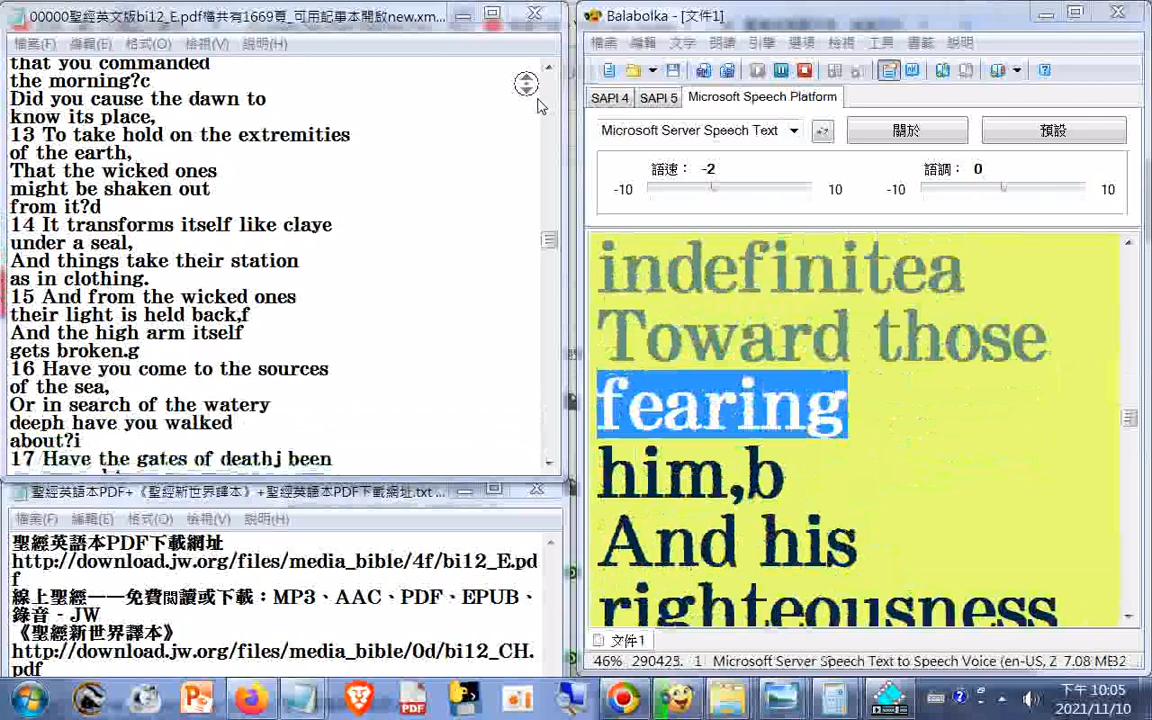 00000聖經英文版bi12_E.pdf檔共有1669頁_可用記事本開啟new.xm...
檔案(F) 編輯(E) 格式(O) 檢視(V) 說明(H)
that you commanded
the morning?c
Did you cause the dawn to
know its place,
13 To take hold on the extremities
of the earth,
That the wicked ones
might be shaken out
from it?d
14 It transforms itself like claye
under a seal,
And things take their station
as in clothing.
15 And from the wicked ones
their light is held back,f
And the high arm itself
gets broken.g
16 Have you come to the sources
of the sea,
Or in search of the watery
deeph have you walked
about?i
17 Have the gates of deathj been
聖經英語本PDF+《聖經新世界譯本》+聖經英語本PDF下載網址.txt ...
檔案(F) 編輯(E) 格式(O) 檢視(V) 說明(H)
聖經英語本PDF下載網址
http://download.jw.org/files/media_bible/4f/bi12_E.pd
f
線上聖經——免費閱讀或下載：MP3、AAC、PDF、EPUB、
錄音 - JW
《聖經新世界譯本》
http://download.jw.org/files/media_bible/0d/bi12_CH.
pdf
Balabolka - [文件1]
檔案 編輯 文字 朗讀 引擎 選項 檢視 工具 書籤 說明
SAPI 4 SAPI 5 Microsoft Speech Platform
Microsoft Server Speech Text 關於 預設
語速： -2 語調： 0
-10 10 -10 10
indefinitea
Toward those
fearing
him,b
And his
righteousness
文件1
46% 290423. 1 Microsoft Server Speech Text to Speech Voice (en-US, Z 7.08 MB32
下午 10:05
2021/11/10